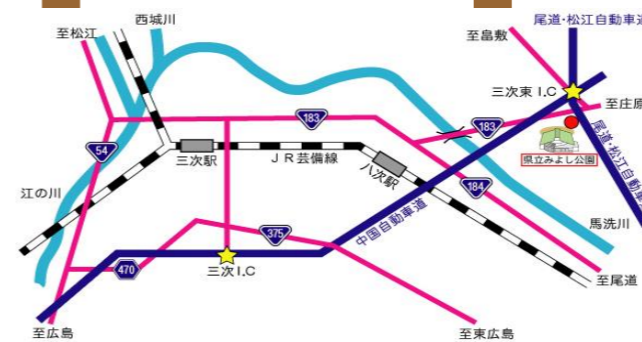 西城川
至松江
尾道・松江自動車道
至畠敷
三次東 I.C
至庄原
183
183
54
三次駅
JR芸備線
八次駅
県立みよし公園
尾道・松江自動車
184
江の川
中国自動車道
馬洗川
375
470
三次I.C
至尾道
至広島
至東広島